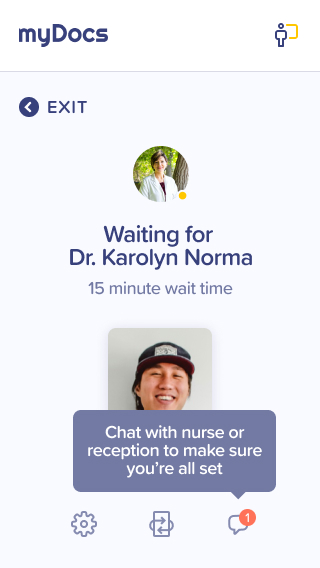 myDocs
EXIT
Waiting for
Dr. Karolyn Norma
15 minute wait time
Chat with nurse or
reception to make sure
you're all set
1